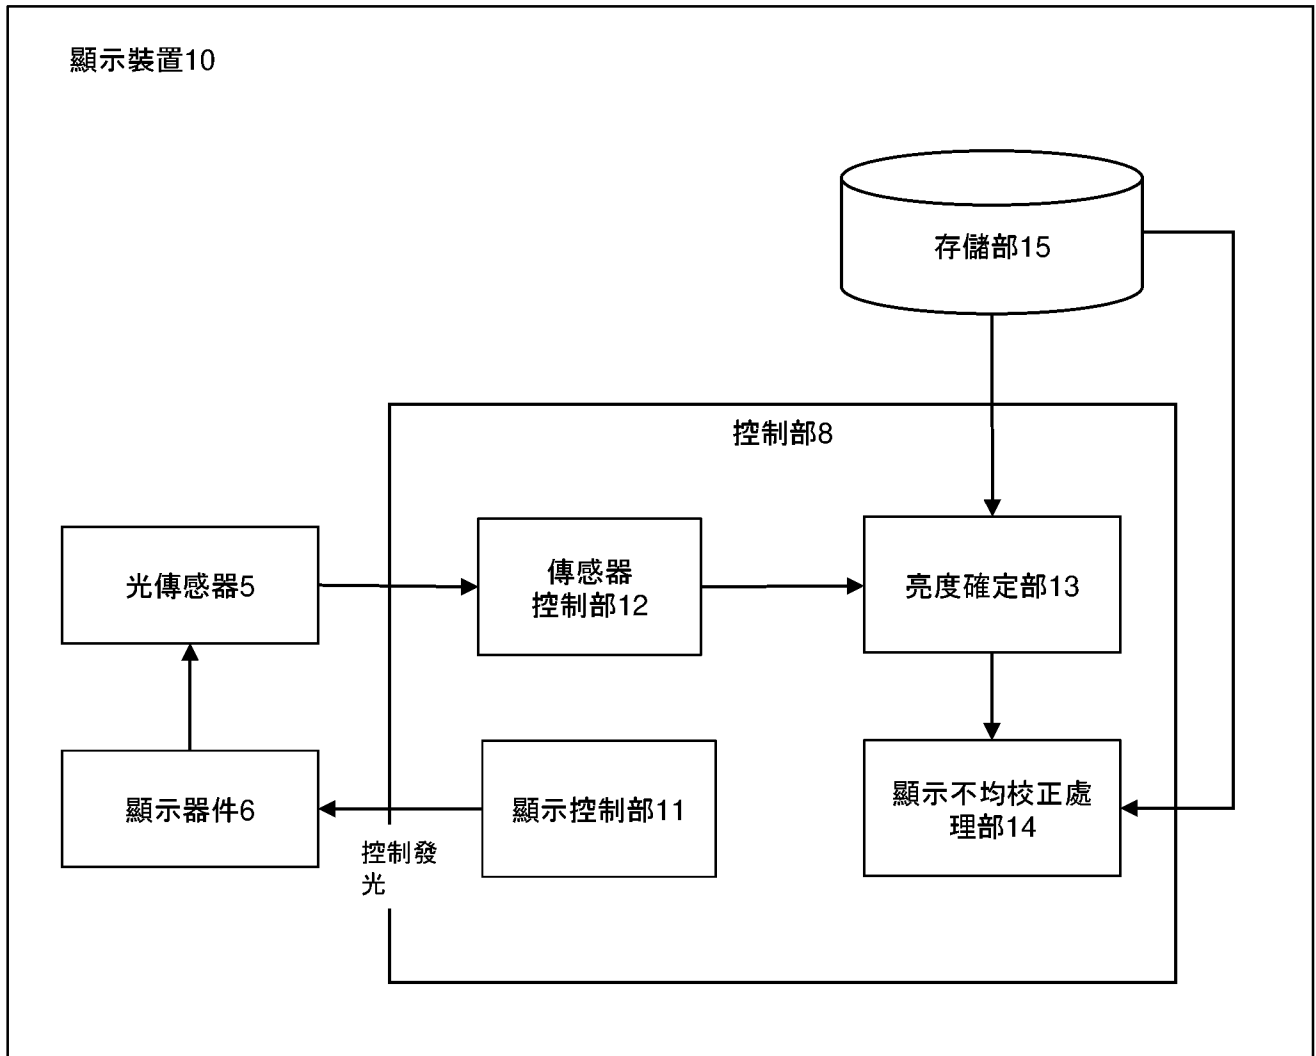 顯示裝置10
存儲部15
控制部8
光傳感器5
傳感器
控制部12
亮度確定部13
顯示器件6
控制發
光
顯示控制部11
顯示不均校正處
理部14